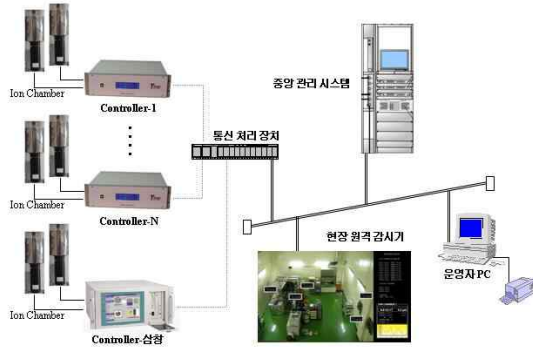 Ion Chamber
Controller-1
Ion Chamber
Controller-N
Ion Chamber
Controller-삼창
통신 처리 장치
중앙 관리 시스템
현장 원격 감시기
운영자 PC